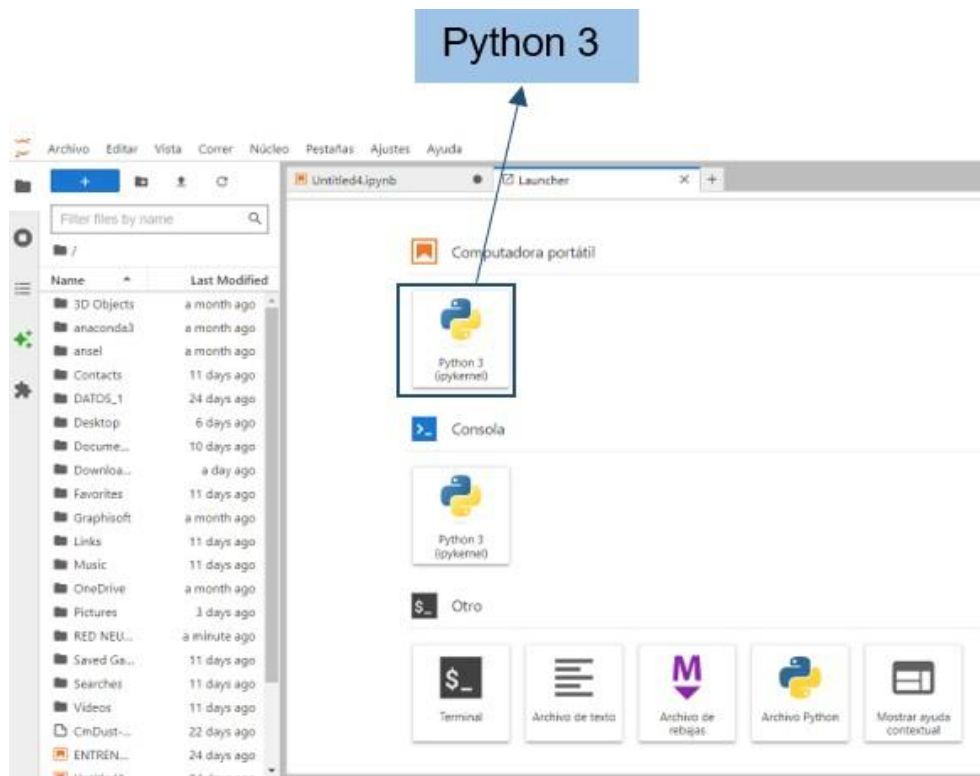 Python 3
Archivo Editar Vista Correr Núcleo Pestañas Ajustes Ayuda
Untitled4.ipynb
Launcher
Filter files by name
/
Name Last Modified
3D Objects a month ago
anaconda3 a month ago
ansel a month ago
Contacts 11 days ago
DATOS_1 24 days ago
Desktop 6 days ago
Docume... 10 days ago
Downloa... a day ago
Favorites 11 days ago
Graphisoft a month ago
Links 11 days ago
Music 11 days ago
OneDrive a month ago
Pictures 3 days ago
RED NEU... a minute ago
Saved Ga... 11 days ago
Searches 11 days ago
Videos 11 days ago
CmDust-... 22 days ago
ENTREN... 24 days ago
Computadora portátil
Python 3
(ipykernel)
Consola
Python 3
(ipykernel)
$_ Otro
$_
Terminal
Archivo de texto
M
Archivo de
rebajas
Archivo Python
Mostrar ayuda
contextual